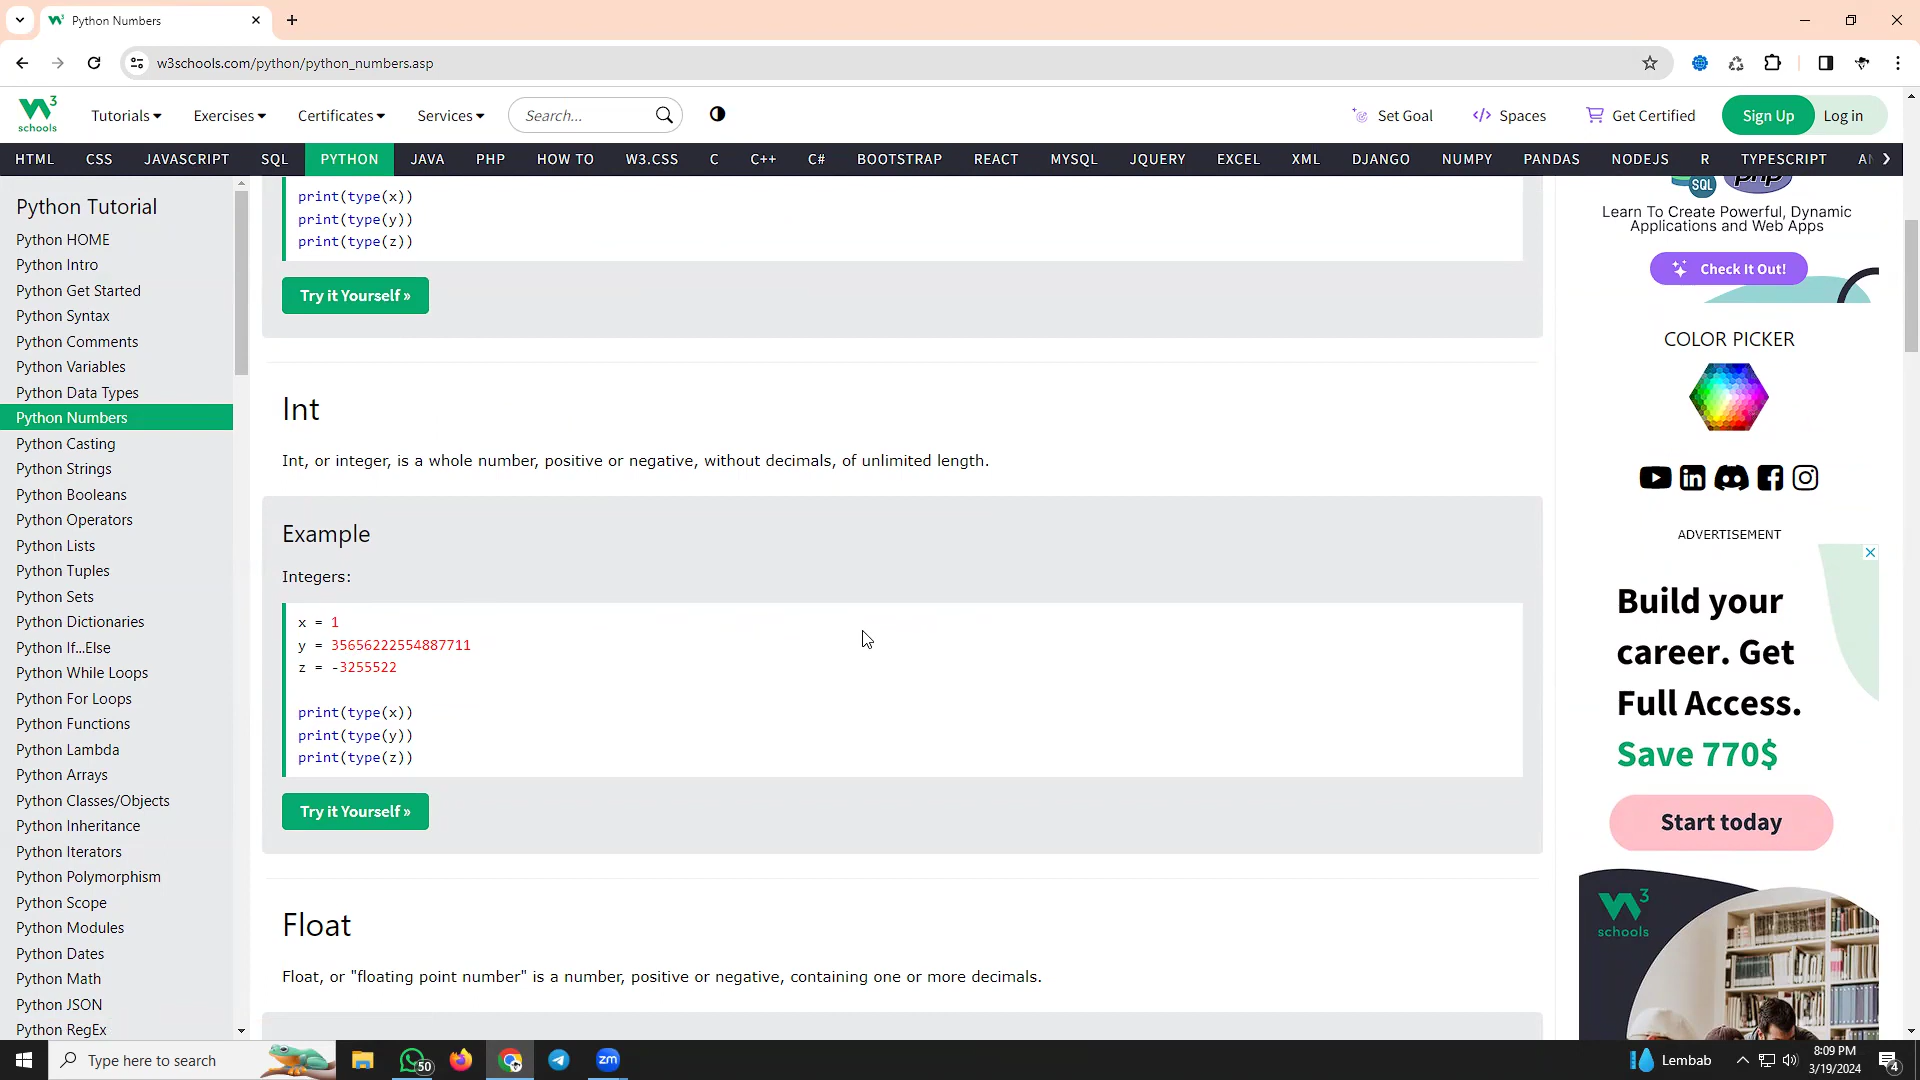 Python Numbers
w3schools.com/python/python_numbers.asp
W3 schools
Tutorials
Exercises
Certificates
Services
Search...
Set Goal
Spaces
Get Certified
Sign Up
Log in
HTML CSS JAVASCRIPT SQL PYTHON JAVA PHP HOW TO W3.CSS C C++ C# BOOTSTRAP REACT MYSQL JQUERY EXCEL XML DJANGO NUMPY PANDAS NODEJS R TYPESCRIPT
Python Tutorial
Python HOME
Python Intro
Python Get Started
Python Syntax
Python Comments
Python Variables
Python Data Types
Python Numbers
Python Casting
Python Strings
Python Booleans
Python Operators
Python Lists
Python Tuples
Python Sets
Python Dictionaries
Python If...Else
Python While Loops
Python For Loops
Python Functions
Python Lambda
Python Arrays
Python Classes/Objects
Python Inheritance
Python Iterators
Python Polymorphism
Python Scope
Python Modules
Python Dates
Python Math
Python JSON
Python RegEx
print(type(x))
print(type(y))
print(type(z))
Try it Yourself »
Int
Int, or integer, is a whole number, positive or negative, without decimals, of unlimited length.
Example
Integers:
x = 1
y = 35656222554887711
z = -3255522
print(type(x))
print(type(y))
print(type(z))
Try it Yourself »
Float
Float, or "floating point number" is a number, positive or negative, containing one or more decimals.
SQL
php
Learn To Create Powerful, Dynamic
Applications and Web Apps
Check It Out!
COLOR PICKER
in
ADVERTISEMENT
Build your
career. Get
Full Access.
Save 770$
Start today
W3 schools
Type here to search
50
zm
Lembab
8:09 PM
3/19/2024
4